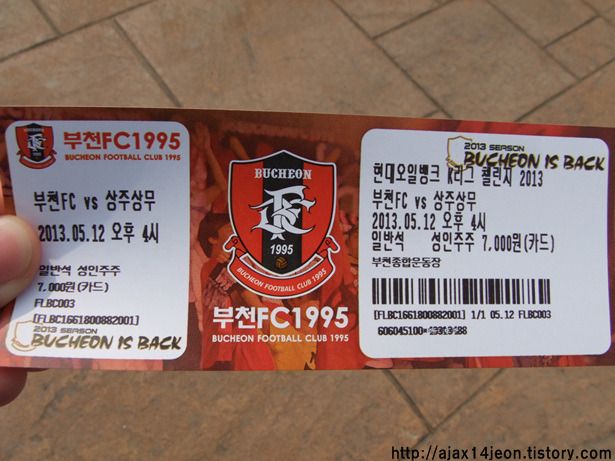 부천FC1995
BUCHEON FOOTBALL CLUB 1995
부천FC vs 상주상무
2013.05.12 오후 4시
일반석 성인주주
7,000원(카드)
FLBC003
[FLBC1661800882001]
2013 SEASON
BUCHEON IS BACK
BUCHEON
FC
1995
BUCHEON FOOTBALL CLUB 1995
부천FC1995
BUCHEON FOOTBALL CLUB 1995
2013 SEASON
BUCHEON IS BACK
현대오일뱅크 K리그 챌린지 2013
부천FC vs 상주상무
2013.05.12 오후 4시
일반석 성인주주 7,000원(카드)
부천종합운동장
[FLBC1661800882001] 1/1 05.12 FLBC003
http://ajax14jeon.tistory.com